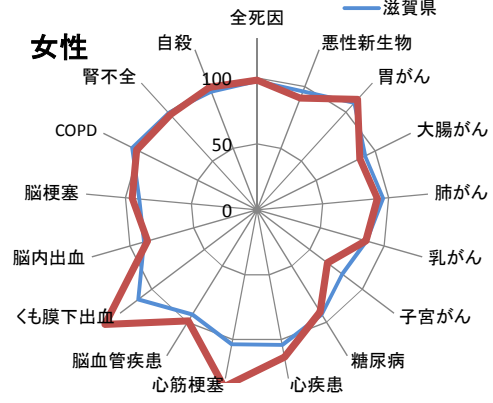 滋賀県
女性
全死因
悪性新生物
胃がん
大腸がん
肺がん
乳がん
子宮がん
糖尿病
心疾患
心筋梗塞
脳血管疾患
くも膜下出血
脳内出血
脳梗塞
COPD
腎不全
自殺
100
50
0